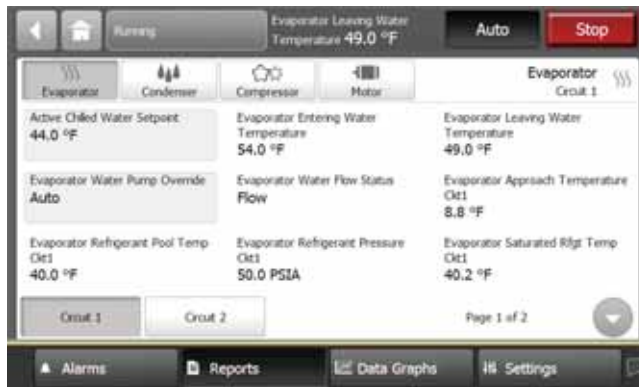 Running
Evaporator Leaving Water
Temperature 49.0 °F
Auto
Stop
Evaporator
Condenser
Compressor
Motor
Evaporator
Circuit 1
Active Chilled Water Setpoint
44.0 °F
Evaporator Entering Water
Temperature
54.0 °F
Evaporator Leaving Water
Temperature
49.0 °F
Evaporator Water Pump Override
Auto
Evaporator Water Flow Status
Flow
Evaporator Approach Temperature
Ckt1
8.8 °F
Evaporator Refrigerant Pool Temp
Ckt1
40.0 °F
Evaporator Refrigerant Pressure
Ckt1
50.0 PSIA
Evaporator Saturated Rfgt Temp
Ckt1
40.2 °F
Circuit 1
Circuit 2
Page 1 of 2
Alarms
Reports
Data Graphs
Settings